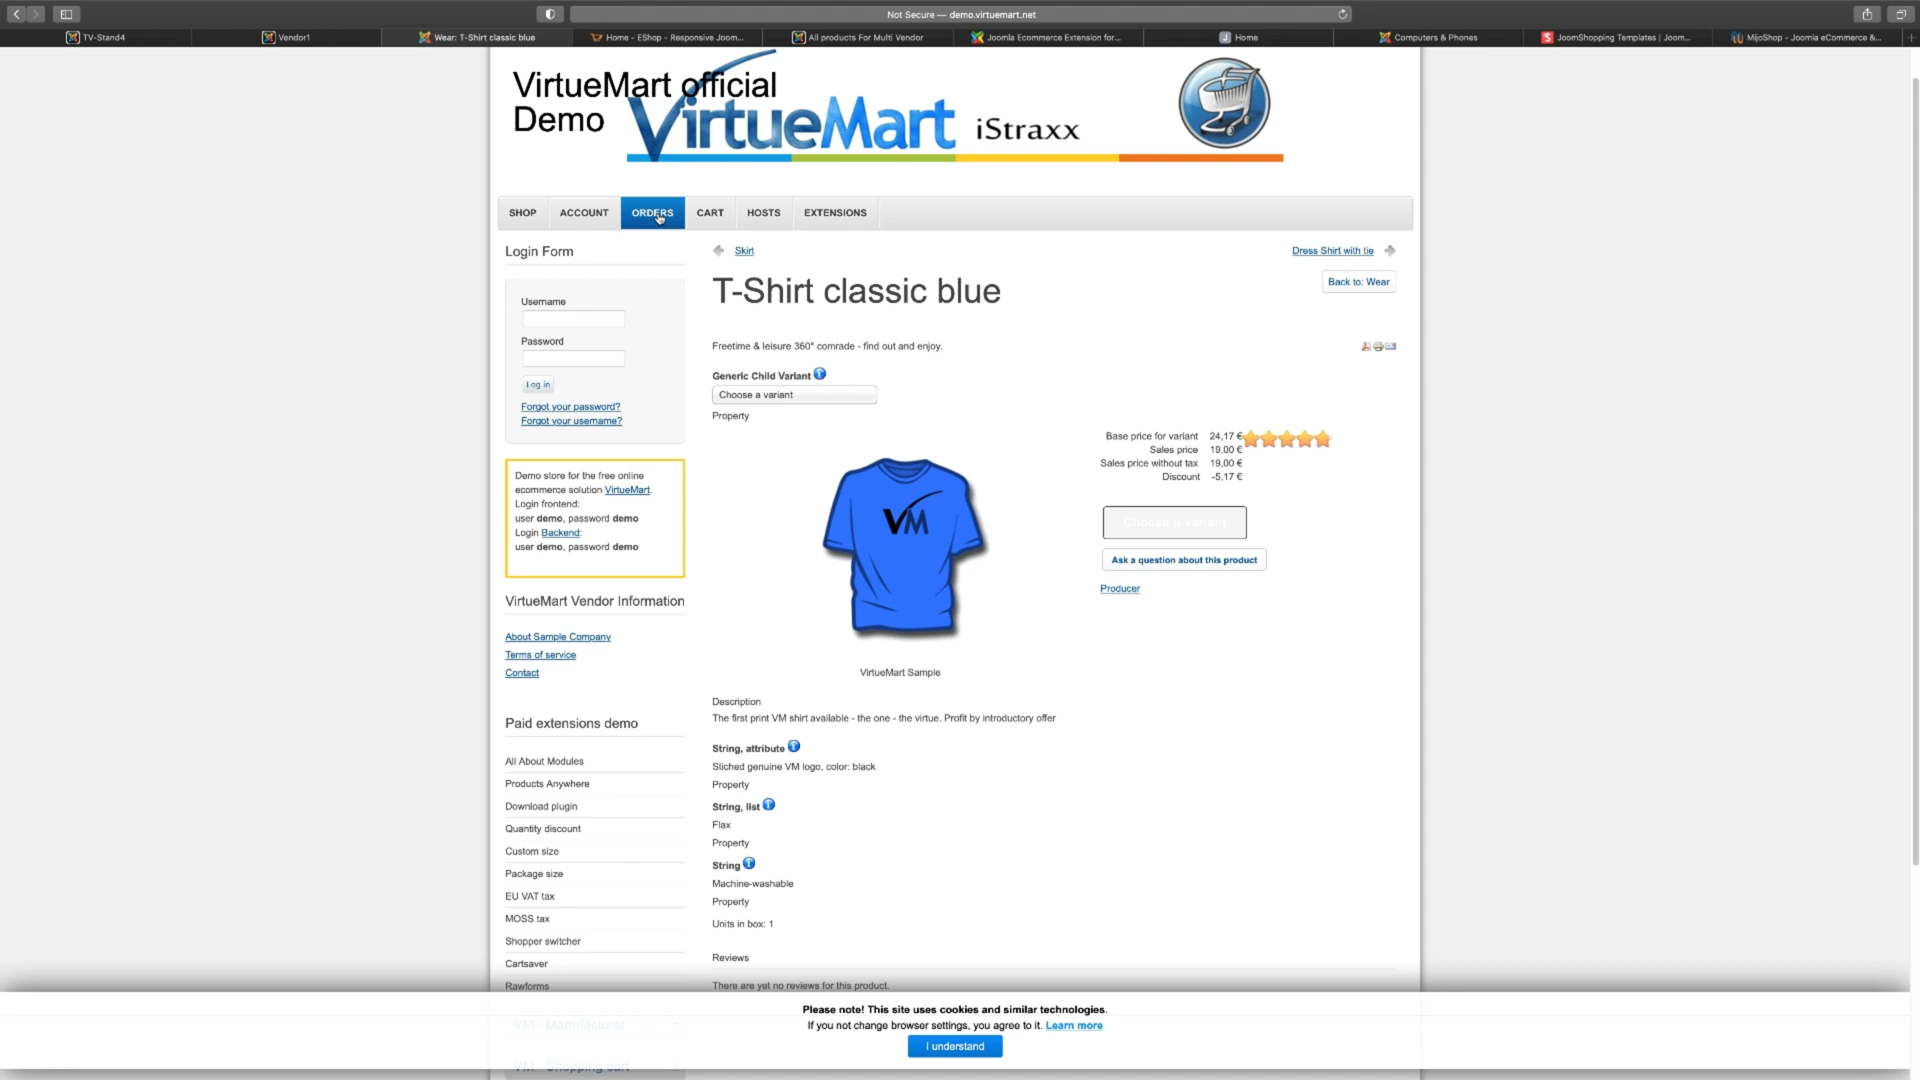 Not Secure — demo.virtuemart.net
TV-Stand4
Vendor1
Wear: T-Shirt classic blue
Home - EShop - Responsive Joom...
All products For Multi Vendor
Joomla Ecommerce Extension for...
Home
Computers & Phones
JoomShopping Templates | Joom...
MijoShop - Joomla eCommerce &...
VirtueMart official
Demo
VirtueMart iStraxx
SHOP
ACCOUNT
ORDERS
CART
HOSTS
EXTENSIONS
Login Form
Username
Password
Log in
Forgot your password?
Forgot your username?
Demo store for the free online
ecommerce solution VirtueMart.
Login frontend:
user demo, password demo
Login Backend:
user demo, password demo
VirtueMart Vendor Information
About Sample Company
Terms of service
Contact
Paid extensions demo
All About Modules
Products Anywhere
Download plugin
Quantity discount
Custom size
Package size
EU VAT tax
MOSS tax
Shopper switcher
Cartsaver
Rawforms
VM - Manufacturer
VM - Shopping cart
Skirt
Dress Shirt with tie
T-Shirt classic blue
Back to: Wear
Freetime & leisure 360° comrade - find out and enjoy.
Generic Child Variant
Choose a variant
Property
Base price for variant 24,17 €
Sales price 19,00 €
Sales price without tax 19,00 €
Discount -5,17 €
Choose a variant
Ask a question about this product
Producer
VM
VirtueMart Sample
Description
The first print VM shirt available - the one - the virtue. Profit by introductory offer
String, attribute
Stiched genuine VM logo, color: black
Property
String, list
Flax
Property
String
Machine-washable
Property
Units in box: 1
Reviews
There are yet no reviews for this product.
Please note! This site uses cookies and similar technologies.
If you not change browser settings, you agree to it. Learn more
I understand